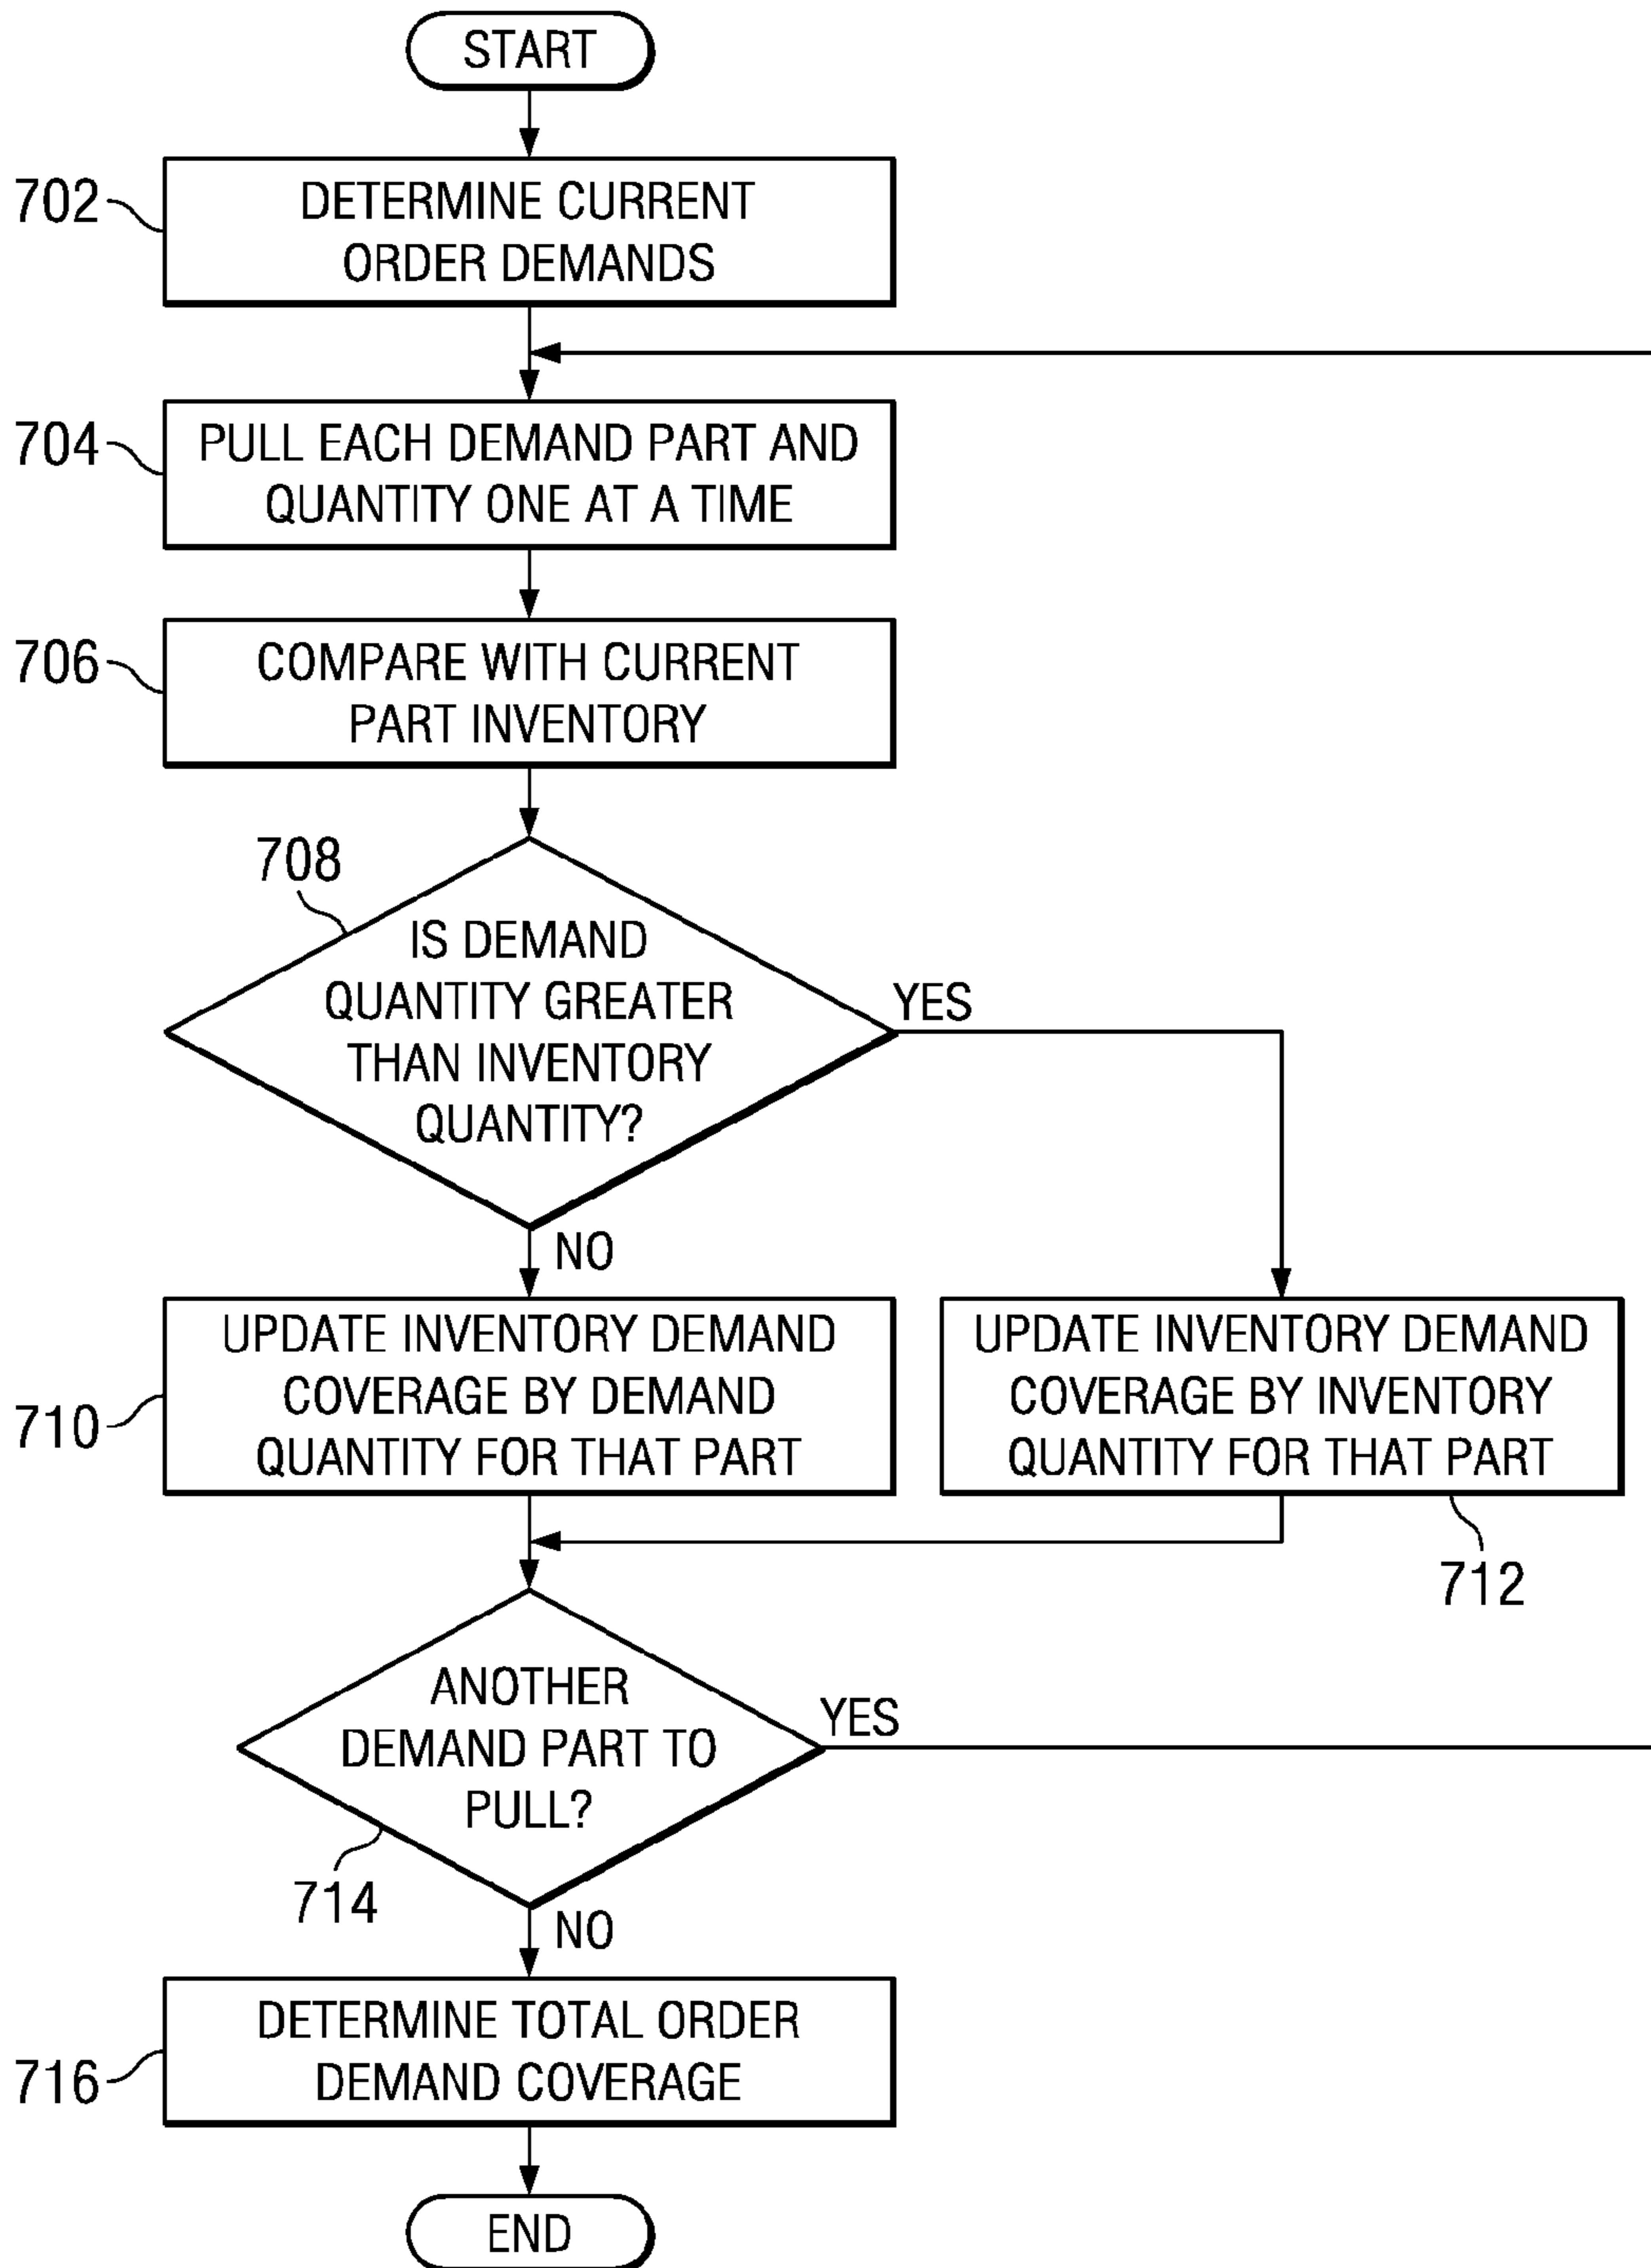 START
702
DETERMINE CURRENT
ORDER DEMANDS
704
PULL EACH DEMAND PART AND
QUANTITY ONE AT A TIME
706
COMPARE WITH CURRENT
PART INVENTORY
708
IS DEMAND
QUANTITY GREATER
THAN INVENTORY
QUANTITY?
YES
NO
710
UPDATE INVENTORY DEMAND
COVERAGE BY DEMAND
QUANTITY FOR THAT PART
UPDATE INVENTORY DEMAND
COVERAGE BY INVENTORY
QUANTITY FOR THAT PART
712
ANOTHER
DEMAND PART TO
PULL?
YES
714
NO
716
DETERMINE TOTAL ORDER
DEMAND COVERAGE
END